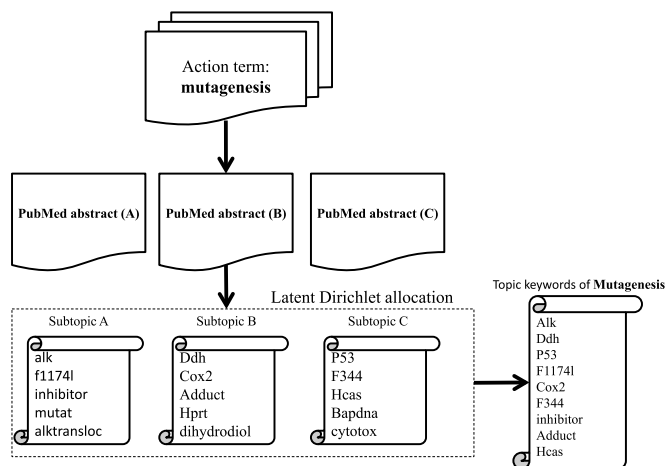 Action term:
mutagenesis
PubMed abstract (A)
PubMed abstract (B)
PubMed abstract (C)
Latent Dirichlet allocation
Subtopic A
alk
f1174l
inhibitor
mutat
alktransloc
Subtopic B
Ddh
Cox2
Adduct
Hprt
dihydrodiol
Subtopic C
P53
F344
Hcas
Bapdna
cytotox
Topic keywords of Mutagenesis
Alk
Ddh
P53
F1174l
Cox2
F344
inhibitor
Adduct
Hcas